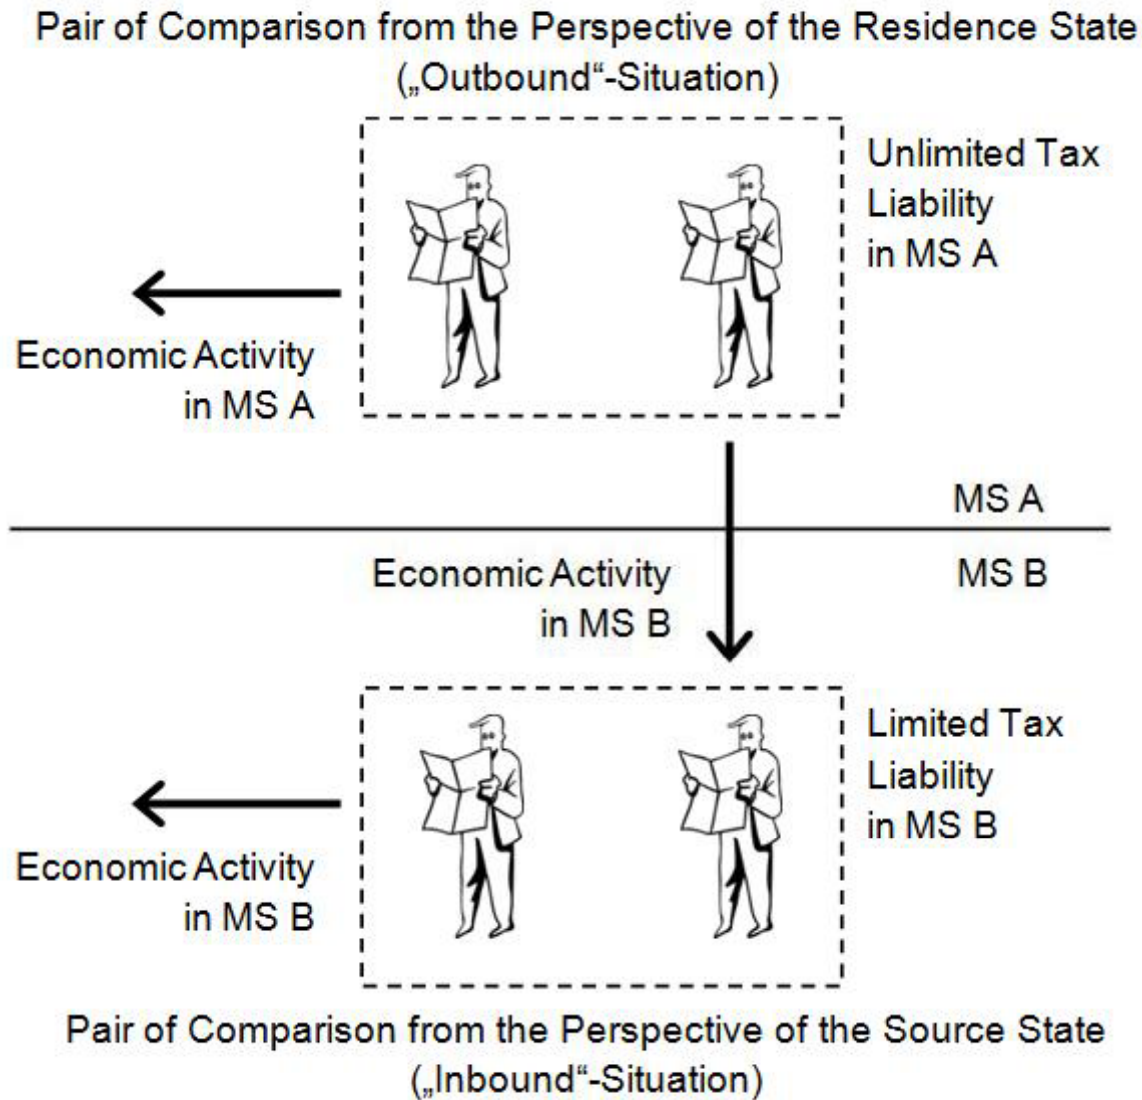 Pair of Comparison from the Perspective of the Residence State
(„Outbound“-Situation)
Unlimited Tax
Liability
in MS A
Economic Activity
in MS A
MS A
Economic Activity
in MS B
MS B
Limited Tax
Liability
in MS B
Economic Activity
in MS B
Pair of Comparison from the Perspective of the Source State
(„Inbound“-Situation)